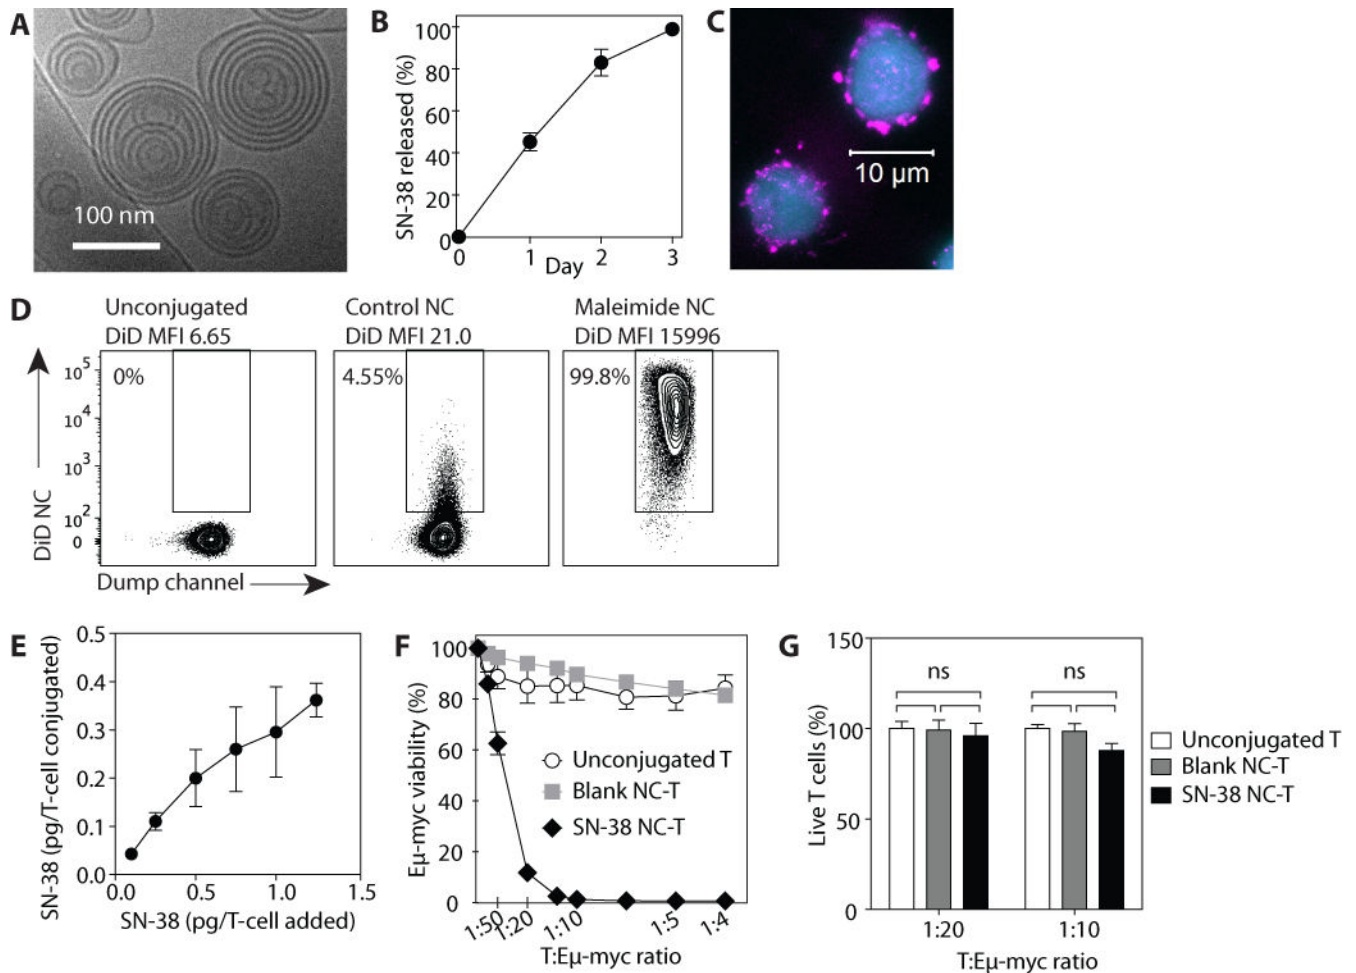 A
100 nm
B
SN-38 released (%)
100
80
60
40
20
0
0 1 2 3
Day
C
10 µm
D
Unconjugated
DiD MFI 6.65
0%
Control NC
DiD MFI 21.0
4.55%
Maleimide NC
DiD MFI 15996
99.8%
DiD NC
10^5
10^4
10^3
10^2
0
Dump channel
E
SN-38 (pg/T-cell conjugated)
0.5
0.4
0.3
0.2
0.1
0.0
0.0 0.5 1.0 1.5
SN-38 (pg/T-cell added)
F
Eµ-myc viability (%)
100
80
60
40
20
0
Unconjugated T
Blank NC-T
SN-38 NC-T
1:50 1:20 1:10 1:5 1:4
T:Eµ-myc ratio
G
Live T cells (%)
150
100
50
0
ns ns
1:20 1:10
T:Eµ-myc ratio
Unconjugated T
Blank NC-T
SN-38 NC-T